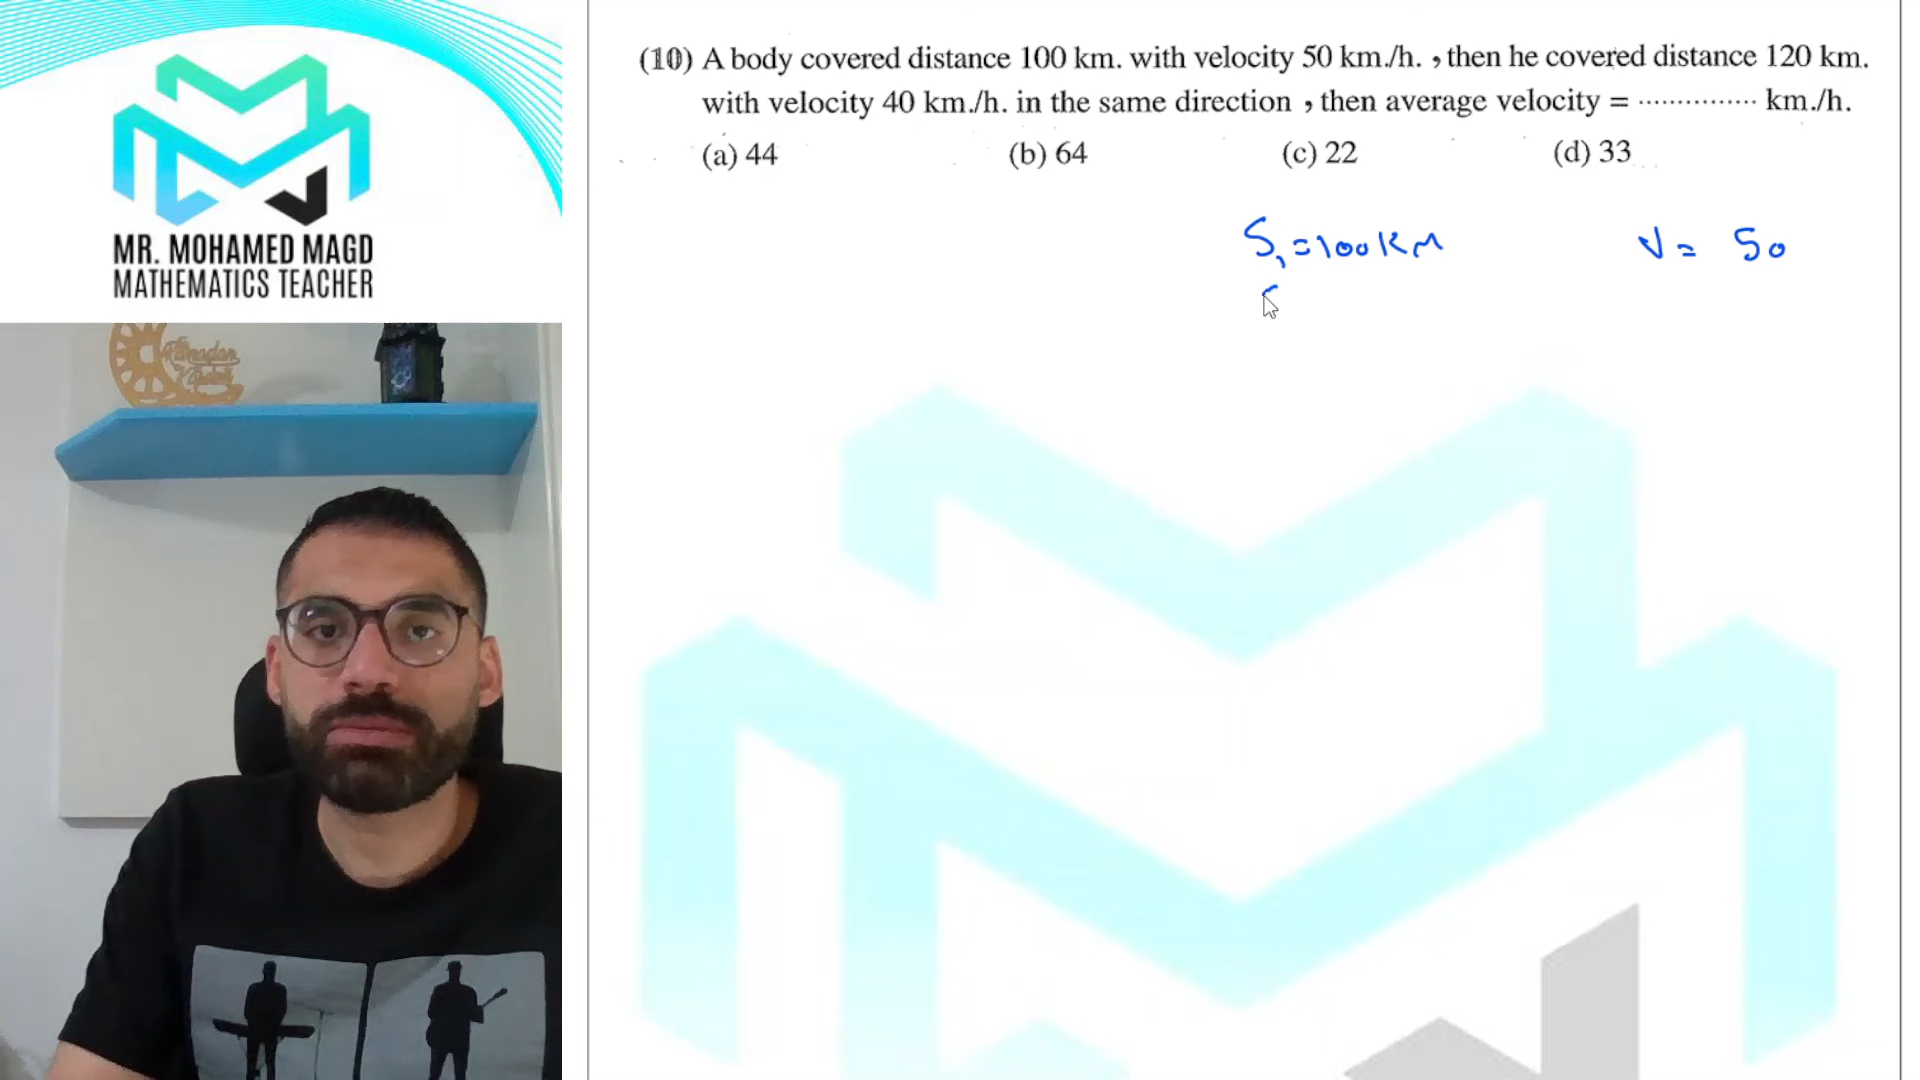 MR. MOHAMED MAGD
MATHEMATICS TEACHER
Ramadan
Kareem
(10) A body covered distance 100 km. with velocity 50 km./h. , then he covered distance 120 km.
with velocity 40 km./h. in the same direction , then average velocity = ··············· km./h.
(a) 44 (b) 64 (c) 22 (d) 33
S₁ = 100 KM V = 50